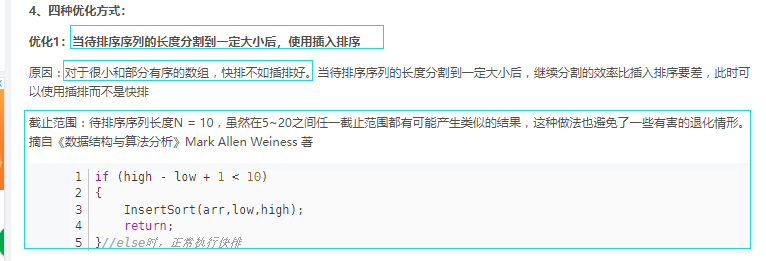 4、四种优化方式：
优化1：当待排序序列的长度分割到一定大小后，使用插入排序
原因：对于很小和部分有序的数组，快排不如插排好。当待排序序列的长度分割到一定大小后，继续分割的效率比插入排序要差，此时可
以使用插排而不是快排
截止范围：待排序序列长度N = 10，虽然在5~20之间任一截止范围都有可能产生类似的结果，这种做法也避免了一些有害的退化情形。
摘自《数据结构与算法分析》Mark Allen Weiness 著
1 if (high - low + 1 < 10)
2 {
3 InsertSort(arr,low,high);
4 return;
5 }//else时，正常执行快排